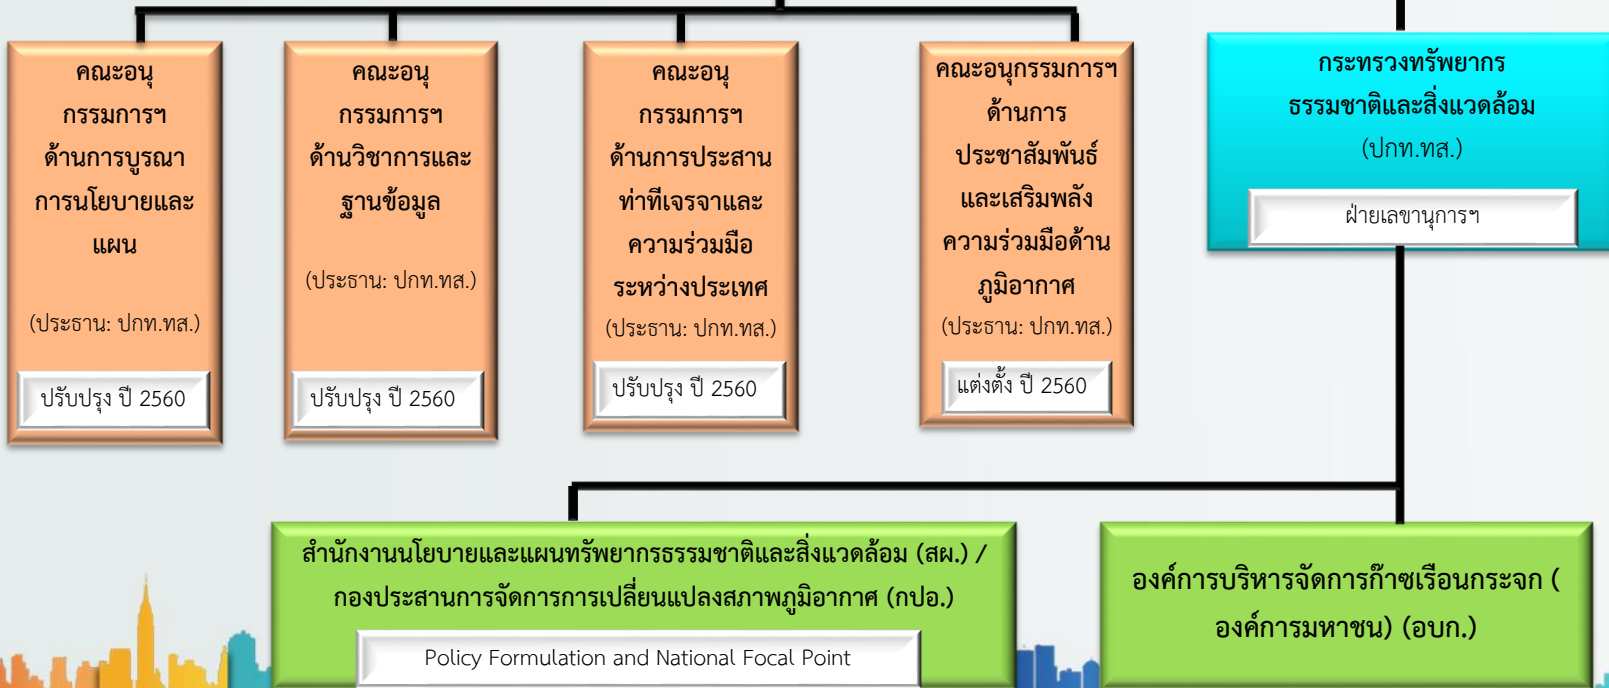 คณะอนุ
กรรมการฯ
ด้านการบูรณา
การนโยบายและ
แผน
(ประธาน: ปกท.ทส.)
ปรับปรุง ปี 2560
คณะอนุ
กรรมการฯ
ด้านวิชาการและ
ฐานข้อมูล
(ประธาน: ปกท.ทส.)
ปรับปรุง ปี 2560
คณะอนุ
กรรมการฯ
ด้านการประสาน
ท่าทีเจรจาและ
ความร่วมมือ
ระหว่างประเทศ
(ประธาน: ปกท.ทส.)
ปรับปรุง ปี 2560
คณะอนุกรรมการฯ
ด้านการ
ประชาสัมพันธ์
และเสริมพลัง
ความร่วมมือด้าน
ภูมิอากาศ
(ประธาน: ปกท.ทส.)
แต่งตั้ง ปี 2560
กระทรวงทรัพยากร
ธรรมชาติและสิ่งแวดล้อม
(ปกท.ทส.)
ฝ่ายเลขานุการฯ
สำนักงานนโยบายและแผนทรัพยากรธรรมชาติและสิ่งแวดล้อม (สผ.) /
กองประสานการจัดการการเปลี่ยนแปลงสภาพภูมิอากาศ (กปอ.)
Policy Formulation and National Focal Point
องค์การบริหารจัดการก๊าซเรือนกระจก (
องค์การมหาชน) (อบก.)